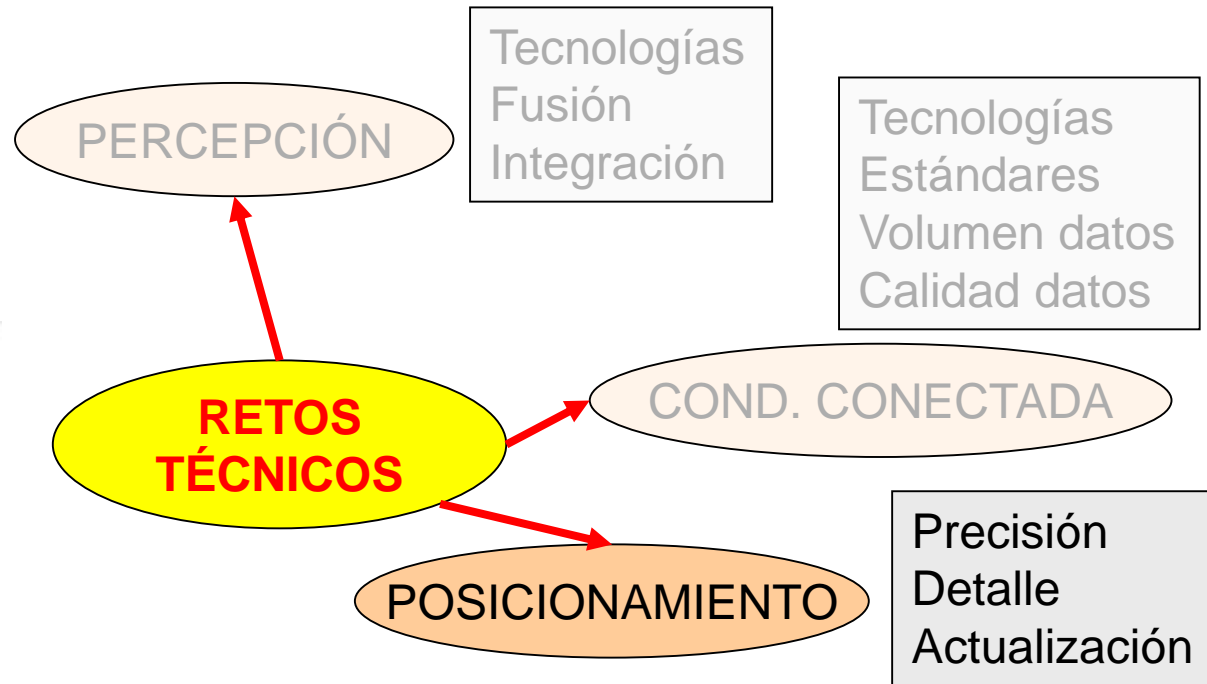 PERCEPCIÓN
Tecnologías
Fusión
Integración
Tecnologías
Estándares
Volumen datos
Calidad datos
RETOS
TÉCNICOS
COND. CONECTADA
POSICIONAMIENTO
Precisión
Detalle
Actualización